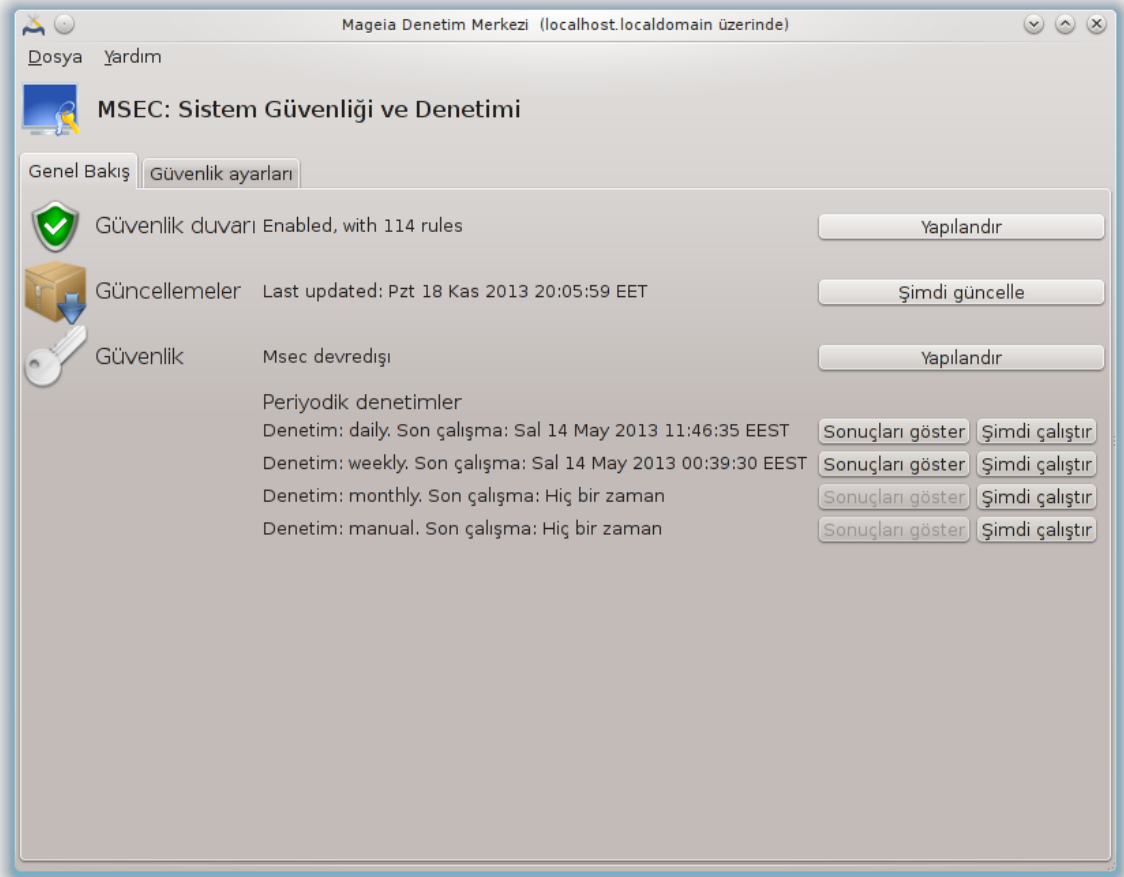 Mageia Denetim Merkezi (localhost.localdomain üzerinde)
Dosya Yardım
MSEC: Sistem Güvenliği ve Denetimi
Genel Bakış Güvenlik ayarları
Güvenlik duvarı Enabled, with 114 rules Yapılandır
Güncellemeler Last updated: Pzt 18 Kas 2013 20:05:59 EET Şimdi güncelle
Güvenlik Msec devredışı Yapılandır
Periyodik denetimler
Denetim: daily. Son çalışma: Sal 14 May 2013 11:46:35 EEST Sonuçları göster Şimdi çalıştır
Denetim: weekly. Son çalışma: Sal 14 May 2013 00:39:30 EEST Sonuçları göster Şimdi çalıştır
Denetim: monthly. Son çalışma: Hiç bir zaman Sonuçları göster Şimdi çalıştır
Denetim: manual. Son çalışma: Hiç bir zaman Sonuçları göster Şimdi çalıştır